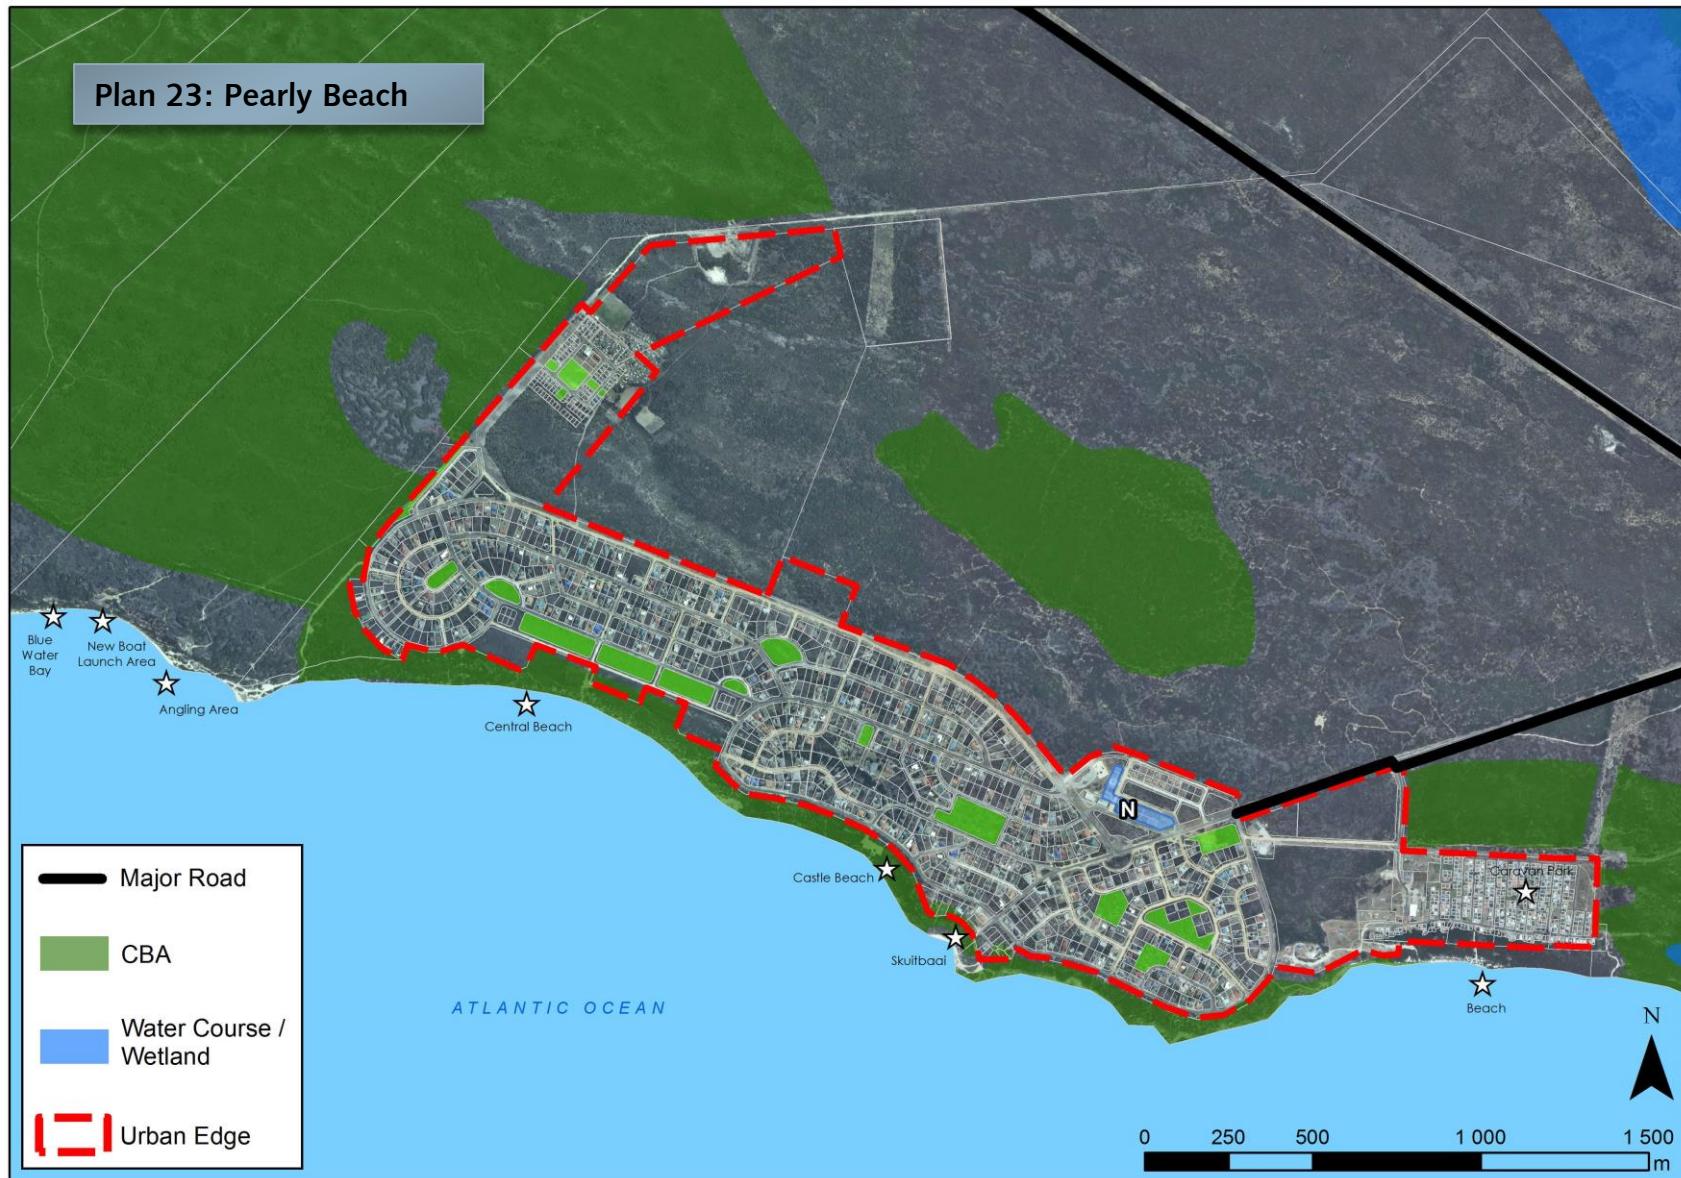 Plan 23: Pearly Beach
Blue
Water
Bay
New Boat
Launch Area
Angling Area
Central Beach
Castle Beach
Skuitbaai
N
Caravan Park
Beach
ATLANTIC OCEAN
Major Road
CBA
Water Course /
Wetland
Urban Edge
N
0 250 500 1 000 1 500
m